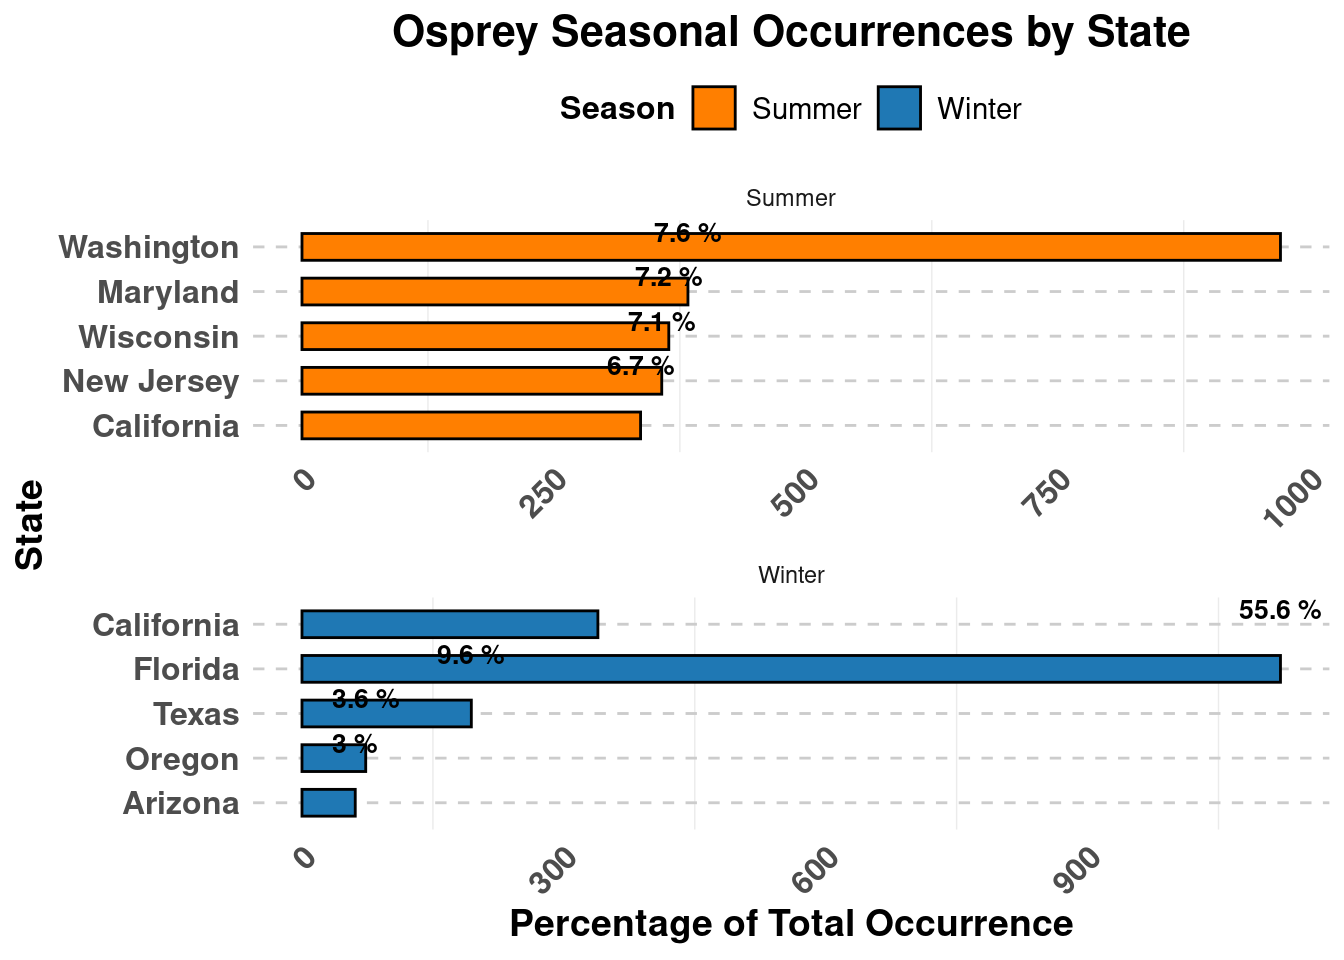 Osprey Seasonal Occurrences by State
Season Summer Winter
Summer
Washington 7.6 %
Maryland 7.2 %
Wisconsin 7.1 %
New Jersey 6.7 %
California
0 250 500 750 1000
State
Winter
California 55.6 %
Florida 9.6 %
Texas 3.6 %
Oregon 3 %
Arizona
0 300 600 900
Percentage of Total Occurrence